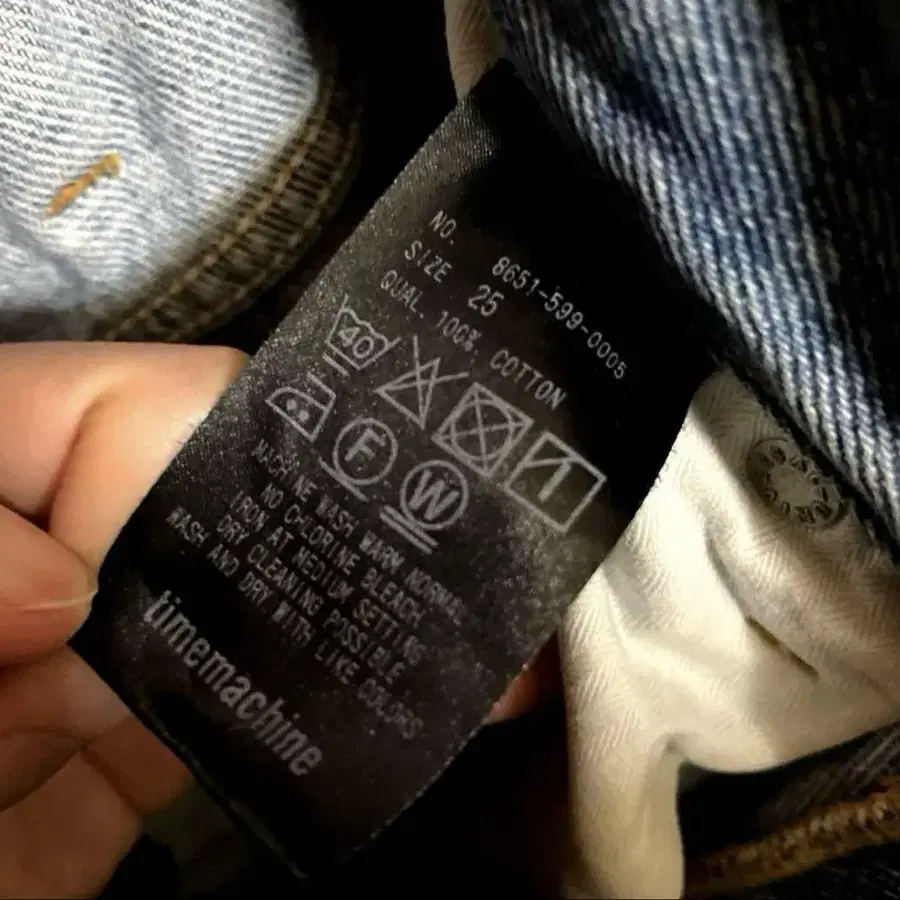 NO. 8651-599-0005
SIZE 25
QUAL. 100% COTTON
40
F
W
MACHINE WASH WARM NORMAL
NO CHLORINE BLEACH
IRON AT MEDIUM SETTING
DRY CLEANING POSSIBLE
WASH AND DRY WITH LIKE COLORS
timemachine